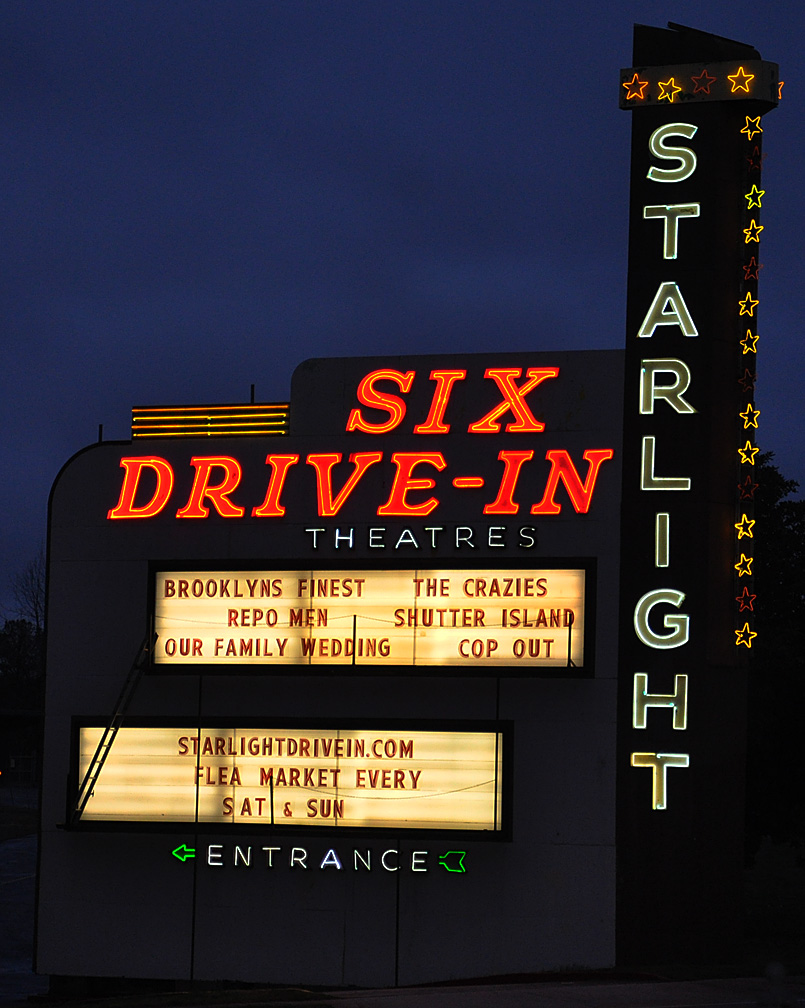 STARLIGHT
SIX
DRIVE-IN
THEATRES
BROOKLYNS FINEST THE CRAZIES
REPO MEN SHUTTER ISLAND
OUR FAMILY WEDDING COP OUT
STARLIGHTDRIVEIN.COM
FLEA MARKET EVERY
SAT & SUN
ENTRANCE